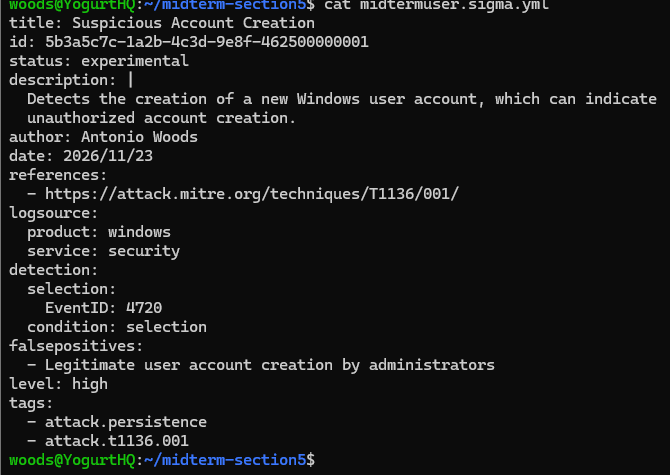 woods@YogurtHQ:~/midterm-section5$ cat midtermuser.sigma.yml
title: Suspicious Account Creation
id: 5b3a5c7c-1a2b-4c3d-9e8f-462500000001
status: experimental
description: |
  Detects the creation of a new Windows user account, which can indicate
  unauthorized account creation.
author: Antonio Woods
date: 2026/11/23
references:
  - https://attack.mitre.org/techniques/T1136/001/
logsource:
  product: windows
  service: security
detection:
  selection:
    EventID: 4720
  condition: selection
falsepositives:
  - Legitimate user account creation by administrators
level: high
tags:
  - attack.persistence
  - attack.t1136.001
woods@YogurtHQ:~/midterm-section5$